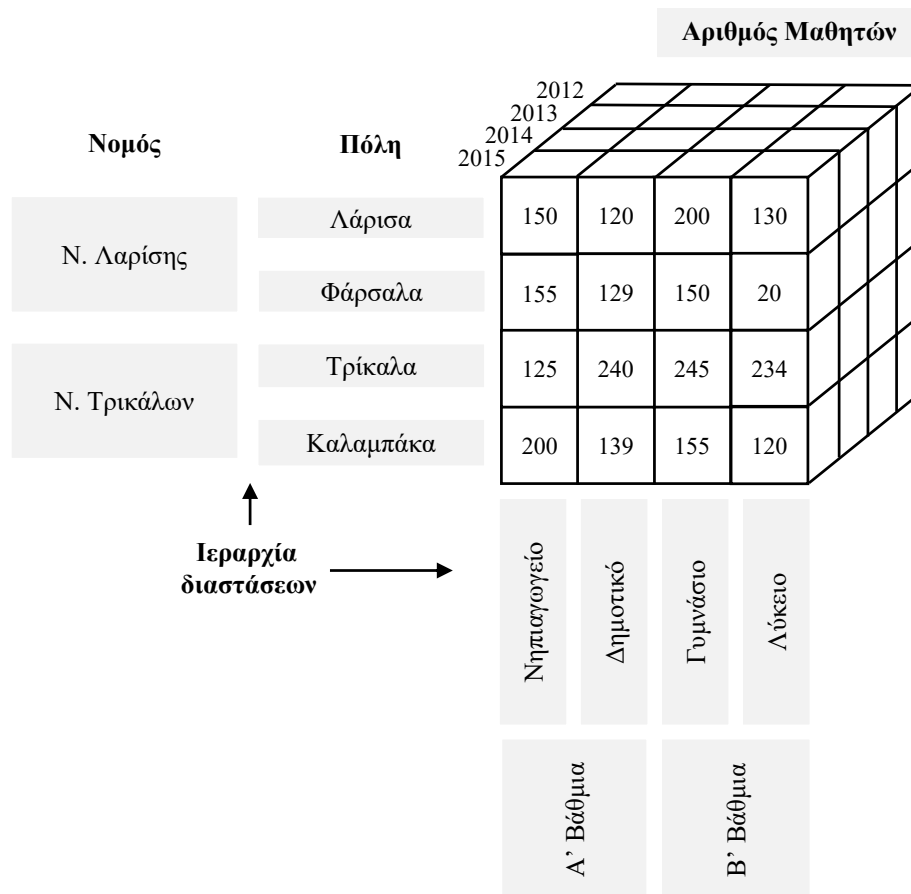 Αριθμός Μαθητών
2012
2013
2014
2015
Νομός
Πόλη
Ν. Λαρίσης
Ν. Τρικάλων
Λάρισα
150 120 200 130
Φάρσαλα
155 129 150 20
Τρίκαλα
125 240 245 234
Καλαμπάκα
200 139 155 120
Ιεραρχία
διαστάσεων
Νηπιαγωγείο
Δημοτικό
Γυμνάσιο
Λύκειο
Α’ Βάθμια
Β’ Βάθμια